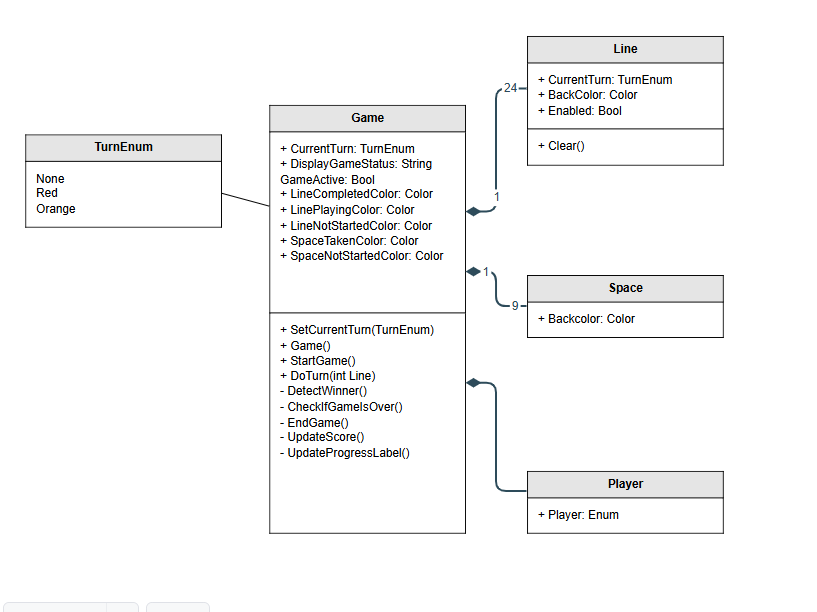 TurnEnum
None
Red
Orange
Game
+ CurrentTurn: TurnEnum
+ DisplayGameStatus: String
GameActive: Bool
+ LineCompletedColor: Color
+ LinePlayingColor: Color
+ LineNotStartedColor: Color
+ SpaceTakenColor: Color
+ SpaceNotStartedColor: Color
+ SetCurrentTurn(TurnEnum)
+ Game()
+ StartGame()
+ DoTurn(int Line)
- DetectWinner()
- CheckIfGameIsOver()
- EndGame()
- UpdateScore()
- UpdateProgressLabel()
24
1
1
9
Line
+ CurrentTurn: TurnEnum
+ BackColor: Color
+ Enabled: Bool
+ Clear()
Space
+ Backcolor: Color
Player
+ Player: Enum